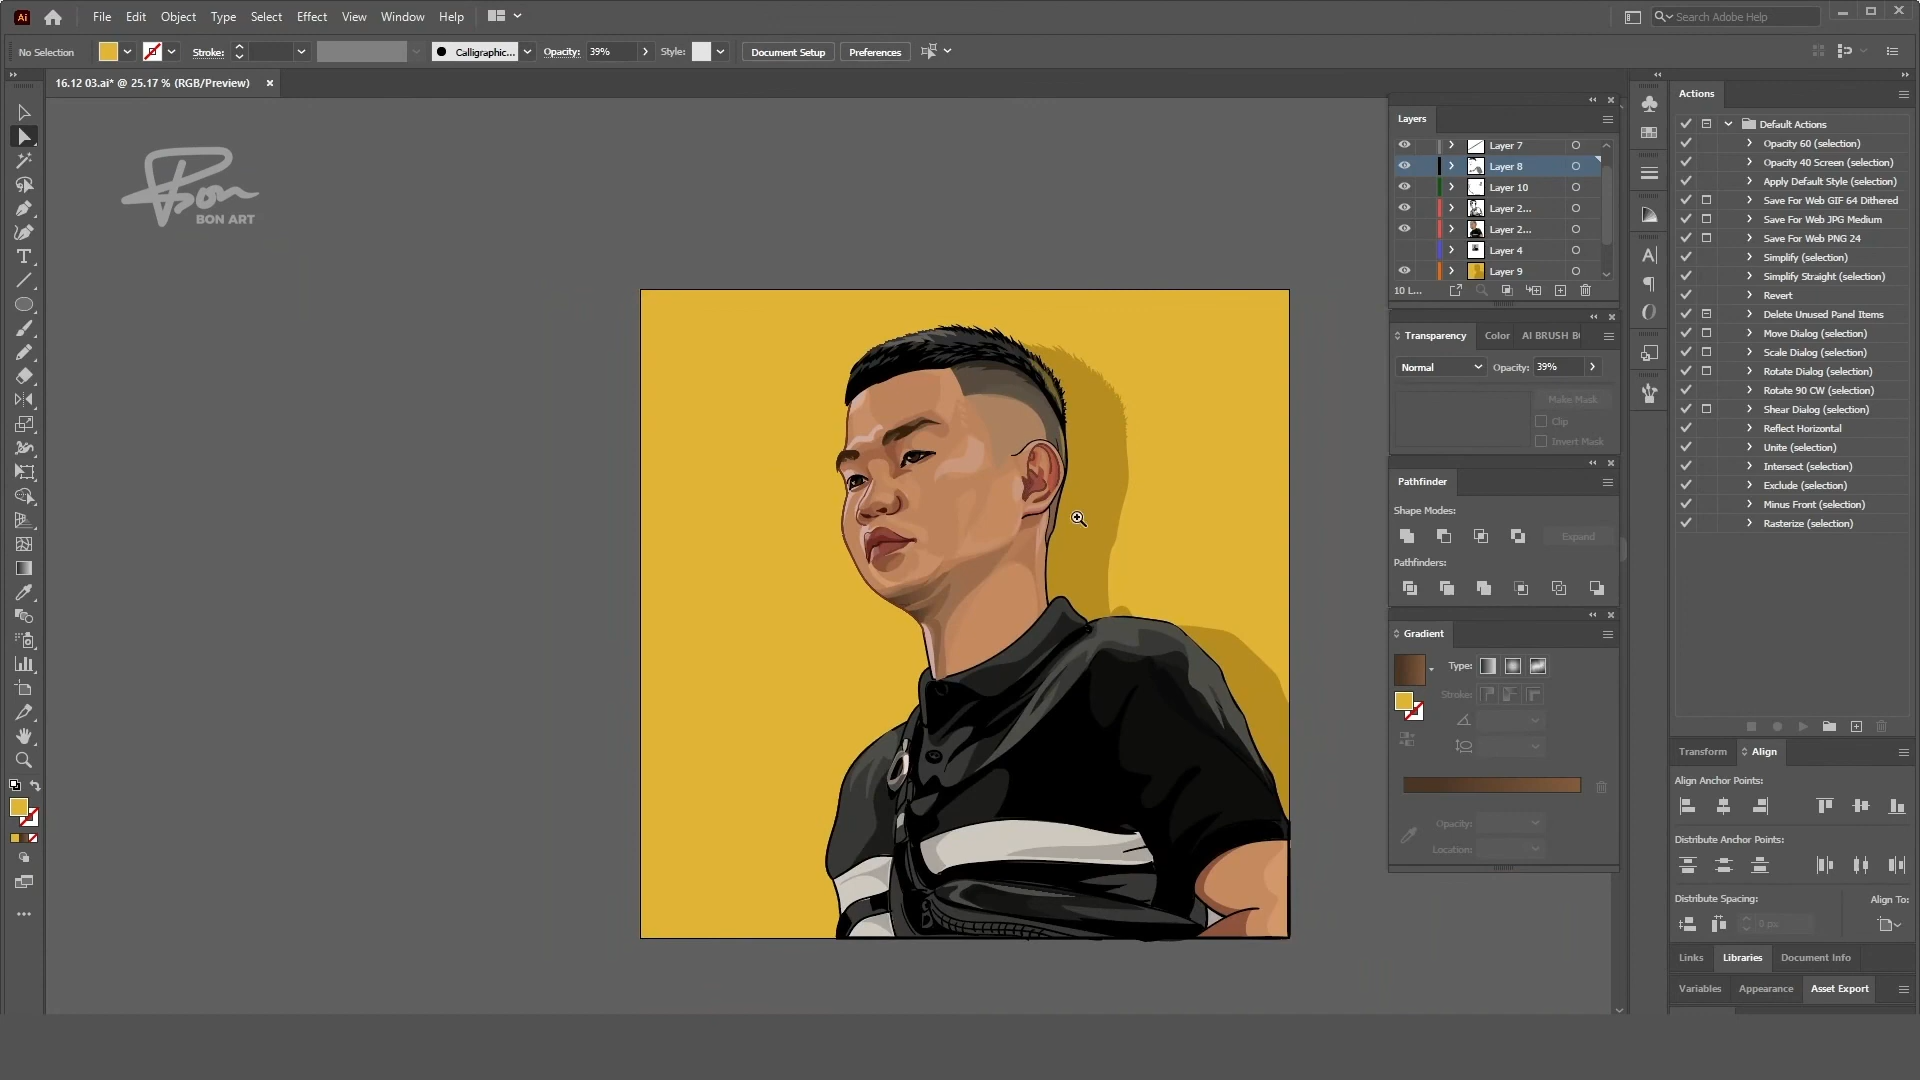 Ai File Edit Object Type Select Effect View Window Help Search Adobe Help
No Selection Stroke: Calligraphic... Opacity: 39% Style: Document Setup Preferences
16.12 03.ai* @ 25.17 % (RGB/Preview)
Bon
BON ART
Layers
Layer 7
Layer 8
Layer 10
Layer 2...
Layer 2...
Layer 4
Layer 9
10 L...
Transparency Color AI BRUSH B
Normal Opacity: 39%
Make Mask
Clip
Invert Mask
Pathfinder
Shape Modes:
Expand
Pathfinders:
Gradient
Type:
Stroke:
Opacity:
Location:
Actions
Default Actions
Opacity 60 (selection)
Opacity 40 Screen (selection)
Apply Default Style (selection)
Save For Web GIF 64 Dithered
Save For Web JPG Medium
Save For Web PNG 24
Simplify (selection)
Simplify Straight (selection)
Revert
Delete Unused Panel Items
Move Dialog (selection)
Scale Dialog (selection)
Rotate Dialog (selection)
Rotate 90 CW (selection)
Shear Dialog (selection)
Reflect Horizontal
Unite (selection)
Intersect (selection)
Exclude (selection)
Minus Front (selection)
Rasterize (selection)
Transform Align
Align Anchor Points:
Distribute Anchor Points:
Distribute Spacing: Align To:
0 px
Links Libraries Document Info
Variables Appearance Asset Export